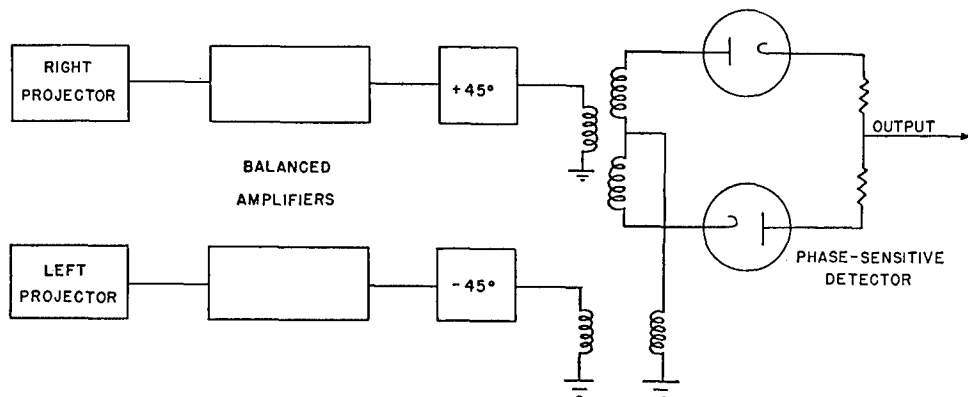 RIGHT
PROJECTOR
+45°
OUTPUT
BALANCED
AMPLIFIERS
LEFT
PROJECTOR
-45°
PHASE-SENSITIVE
DETECTOR